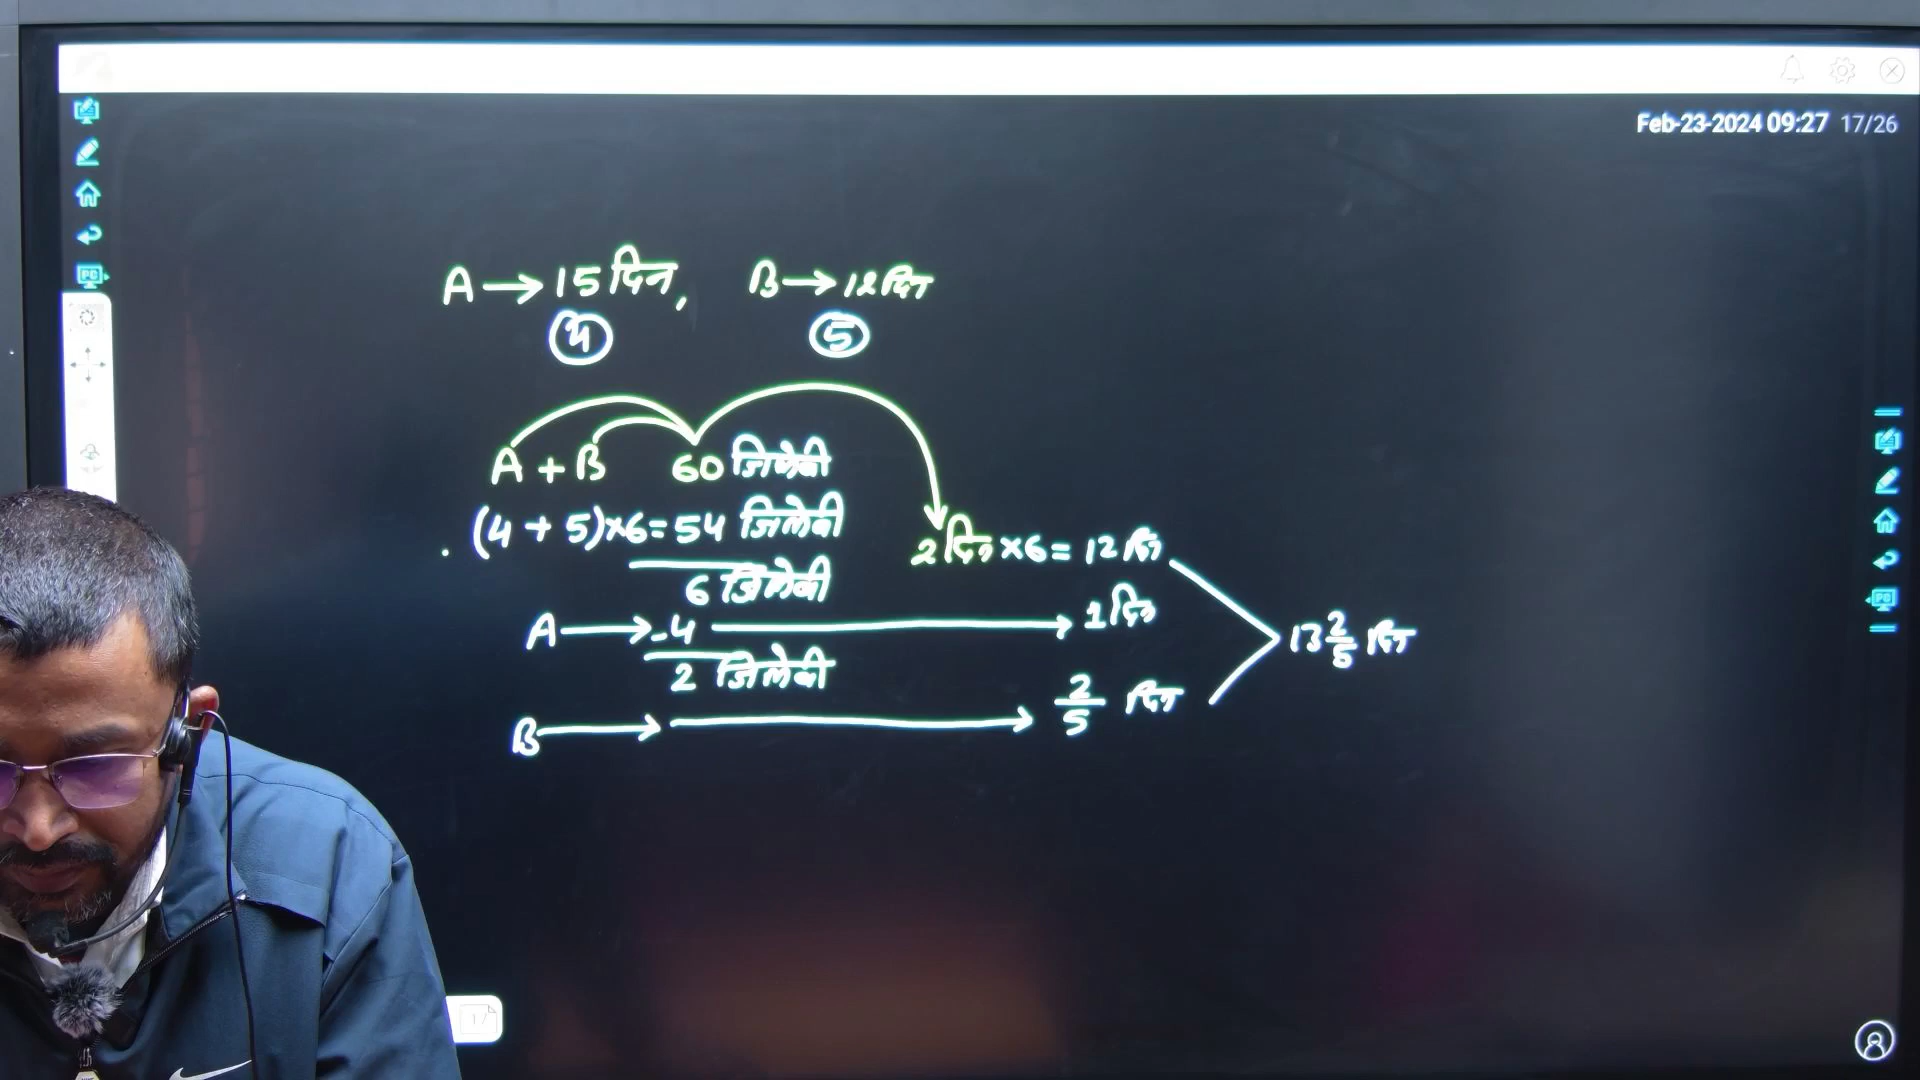 Feb-23-2024 09:27 17/26
A → 15 दिन, B → 12 दिन
4 5
A + B 60 जिलेबी
(4 + 5)×6 = 54 जिलेबी
2 दिन ×6 = 12 दिन
6 जिलेबी
A → -4 → 1 दिन
13 2/5 दिन
2 जिलेबी
B → → 2/5 दिन
17